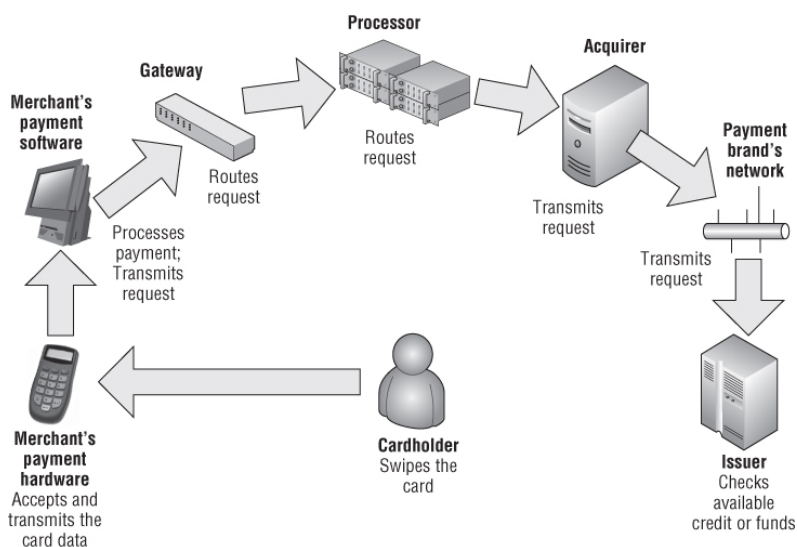 Processor
Acquirer
Gateway
Merchant's
payment
software
Payment
brand's
network
Routes
request
Routes
request
Transmits
request
Processes
payment;
Transmits
request
Transmits
request
Cardholder
Swipes the
card
Merchant's
payment
hardware
Accepts and
transmits the
card data
Issuer
Checks
available
credit or funds